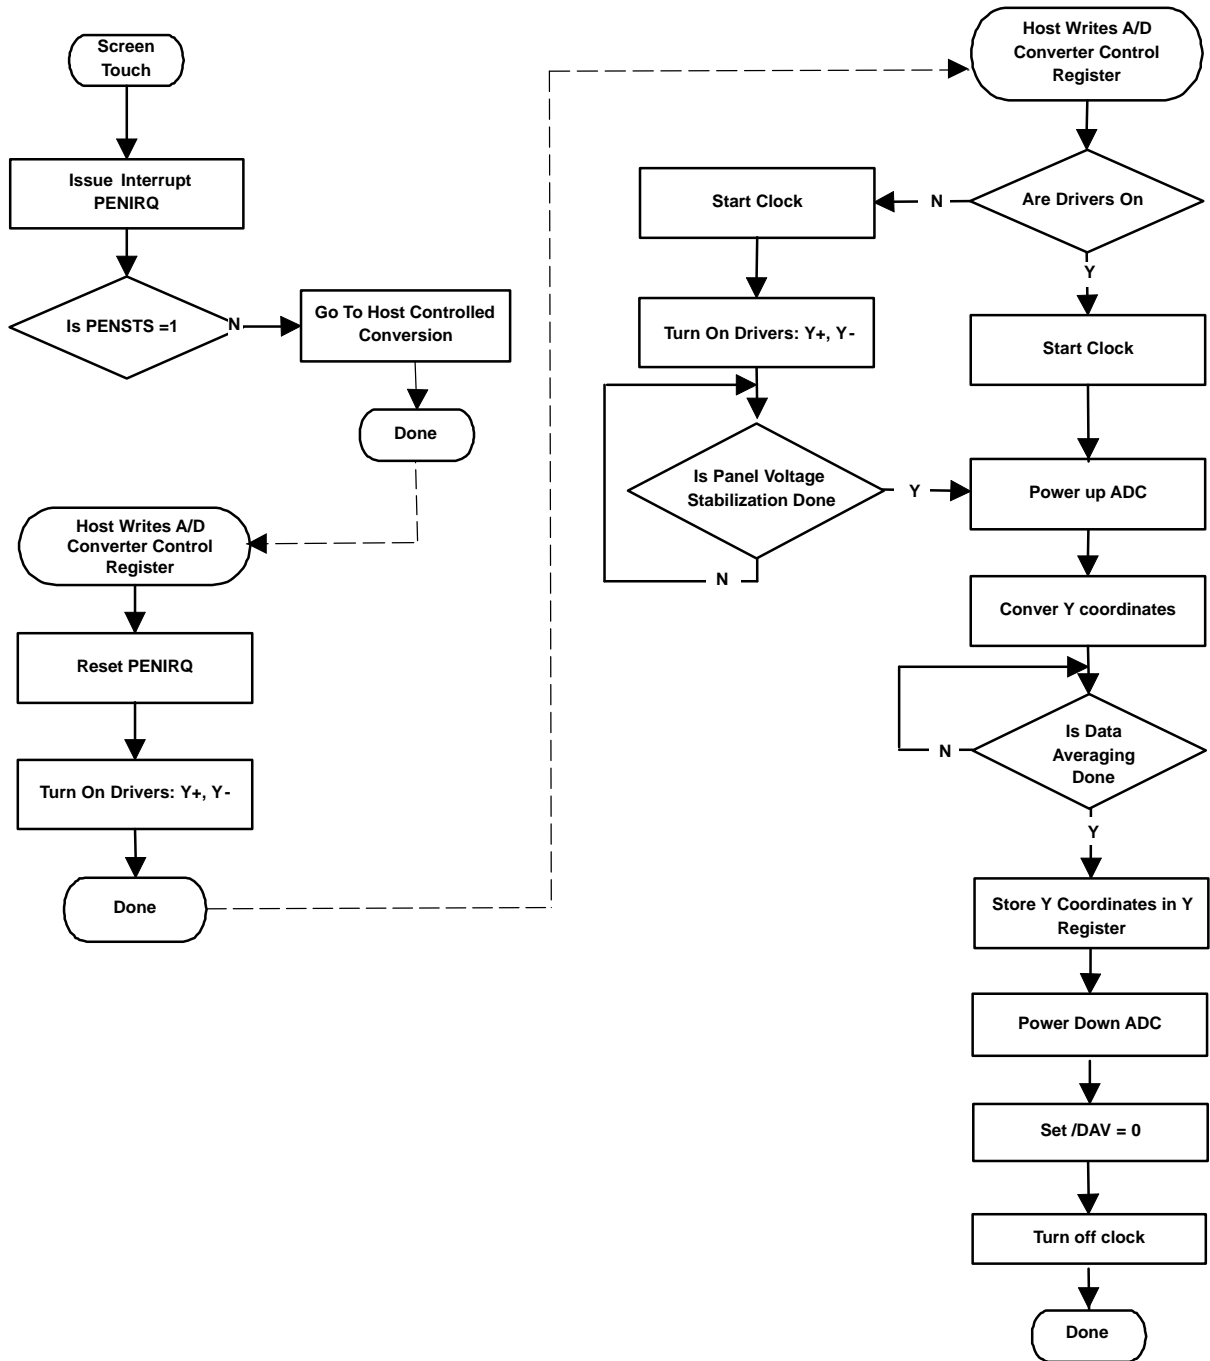 Screen
Touch
Issue Interrupt
PENIRQ
Is PENSTS =1
N
Go To Host Controlled
Conversion
Done
Host Writes A/D
Converter Control
Register
Reset PENIRQ
Turn On Drivers: Y+, Y-
Done
Host Writes A/D
Converter Control
Register
Are Drivers On
N
Y
Start Clock
Turn On Drivers: Y+, Y-
Is Panel Voltage
Stabilization Done
Y
N
Start Clock
Power up ADC
Conver Y coordinates
Is Data
Averaging
Done
N
Y
Store Y Coordinates in Y
Register
Power Down ADC
Set /DAV = 0
Turn off clock
Done